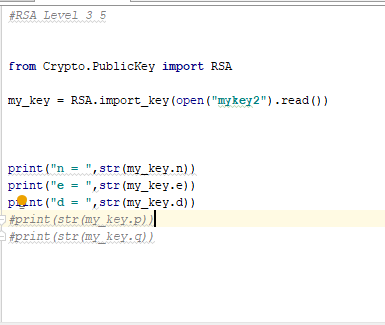 #RSA Level 3 5
from Crypto.PublicKey import RSA
my_key = RSA.import_key(open("mykey2").read())
print("n = ",str(my_key.n))
print("e = ",str(my_key.e))
print("d = ",str(my_key.d))
#print(str(my_key.p))
#print(str(my_key.q))